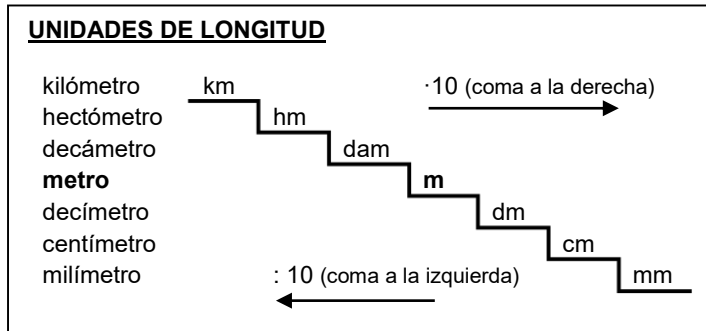 UNIDADES DE LONGITUD
kilómetro km ·10 (coma a la derecha)
hectómetro hm
decámetro dam
metro m
decímetro dm
centímetro cm
milímetro : 10 (coma a la izquierda) mm